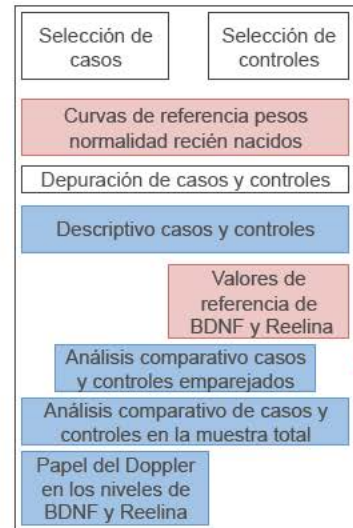 Selección de
casos
Selección de
controles
Curvas de referencia pesos
normalidad recién nacidos
Depuración de casos y controles
Descriptivo casos y controles
Valores de
referencia de
BDNF y Reelina
Análisis comparativo casos
y controles emparejados
Análisis comparativo de casos y
controles en la muestra total
Papel del Doppler
en los niveles de
BDNF y Reelina